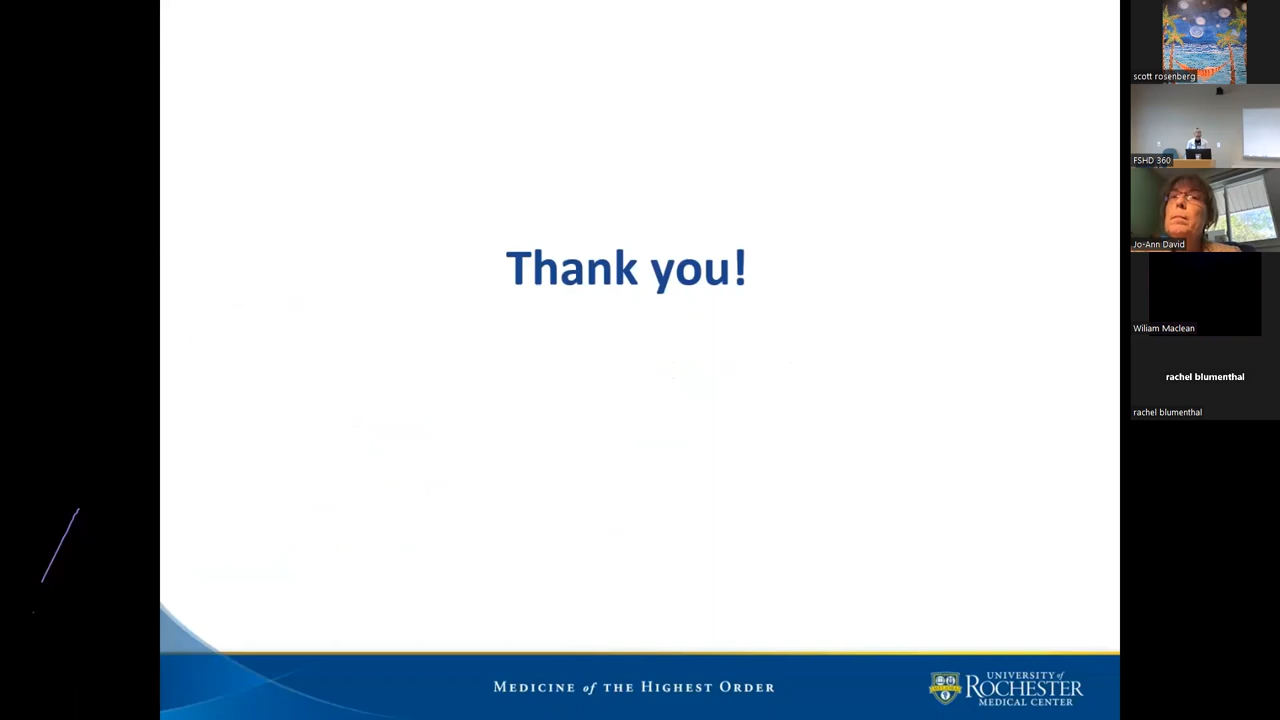 Thank you!
MEDICINE of THE HIGHEST ORDER
UNIVERSITY of
ROCHESTER
MEDICAL CENTER
scott rosenberg
FSHD 360
Jo-Ann David
Wiliam Maclean
rachel blumenthal
rachel blumenthal